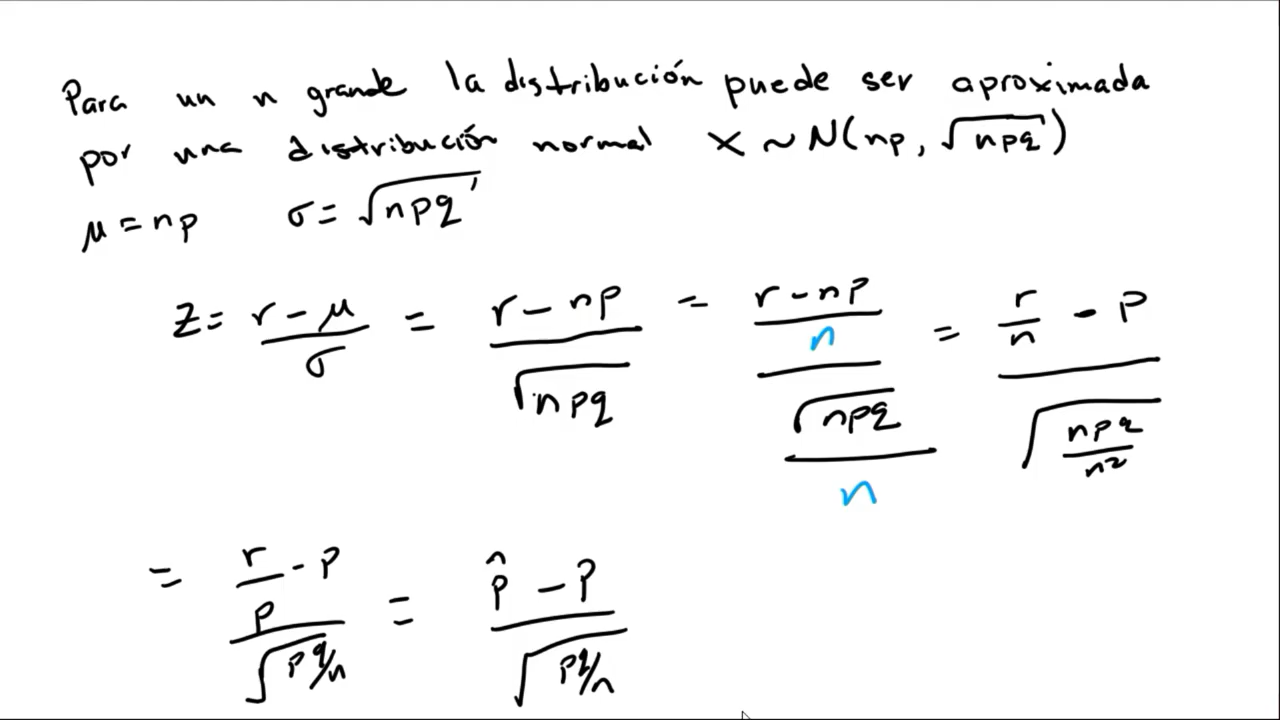 Para un n grande la distribución puede ser aproximada
por una distribución normal X ~ N(np, √npq)
μ = np σ = √npq
Z = (r - μ)/σ = (r - np)/√npq = ((r - np)/n)/(√npq/n) = (r/n - P)/√(npq/n²)
= (r/p - P)/√(pq/n) = (p̂ - P)/√(pq/n)